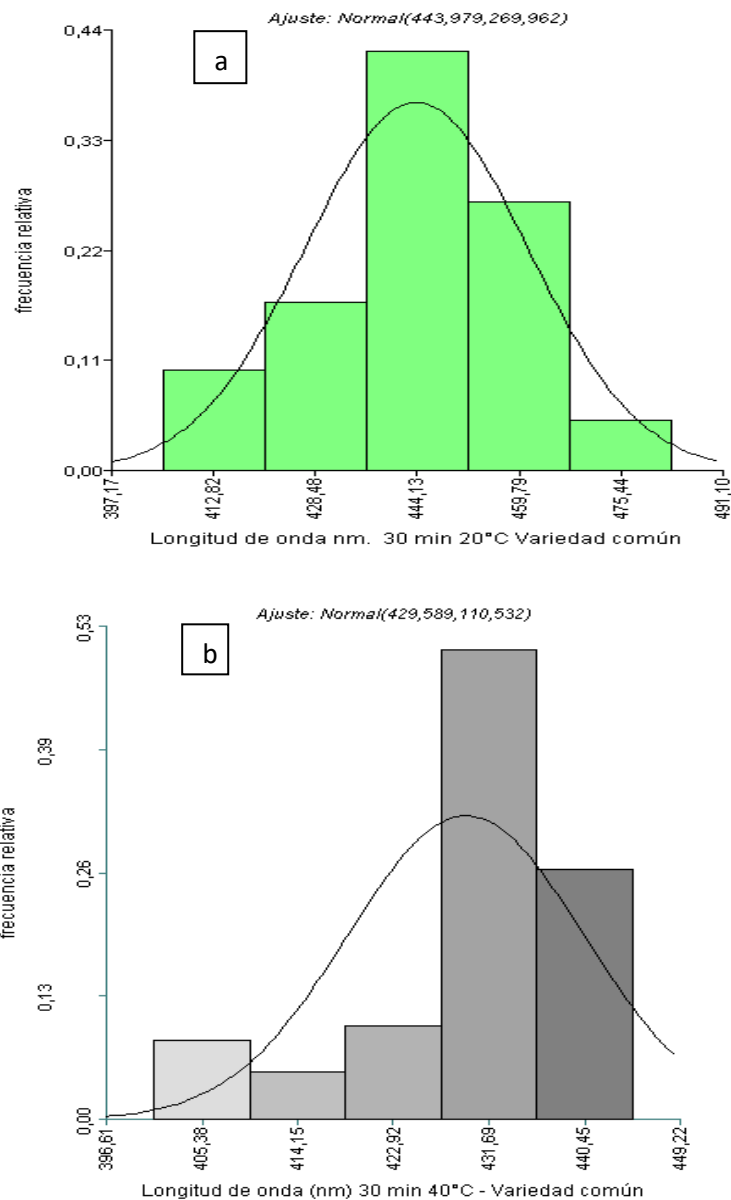 Ajuste: Normal(443,979,269,962)
a
frecuencia relativa
0,44
0,33
0,22
0,11
0,00
397,17 412,82 428,48 444,13 459,79 475,44 491,10
Longitud de onda nm. 30 min 20°C Variedad común
Ajuste: Normal(429,589,110,532)
b
frecuencia relativa
0,53
0,39
0,26
0,13
0,00
396,61 405,38 414,15 422,92 431,69 440,45 449,22
Longitud de onda (nm) 30 min 40°C - Variedad común